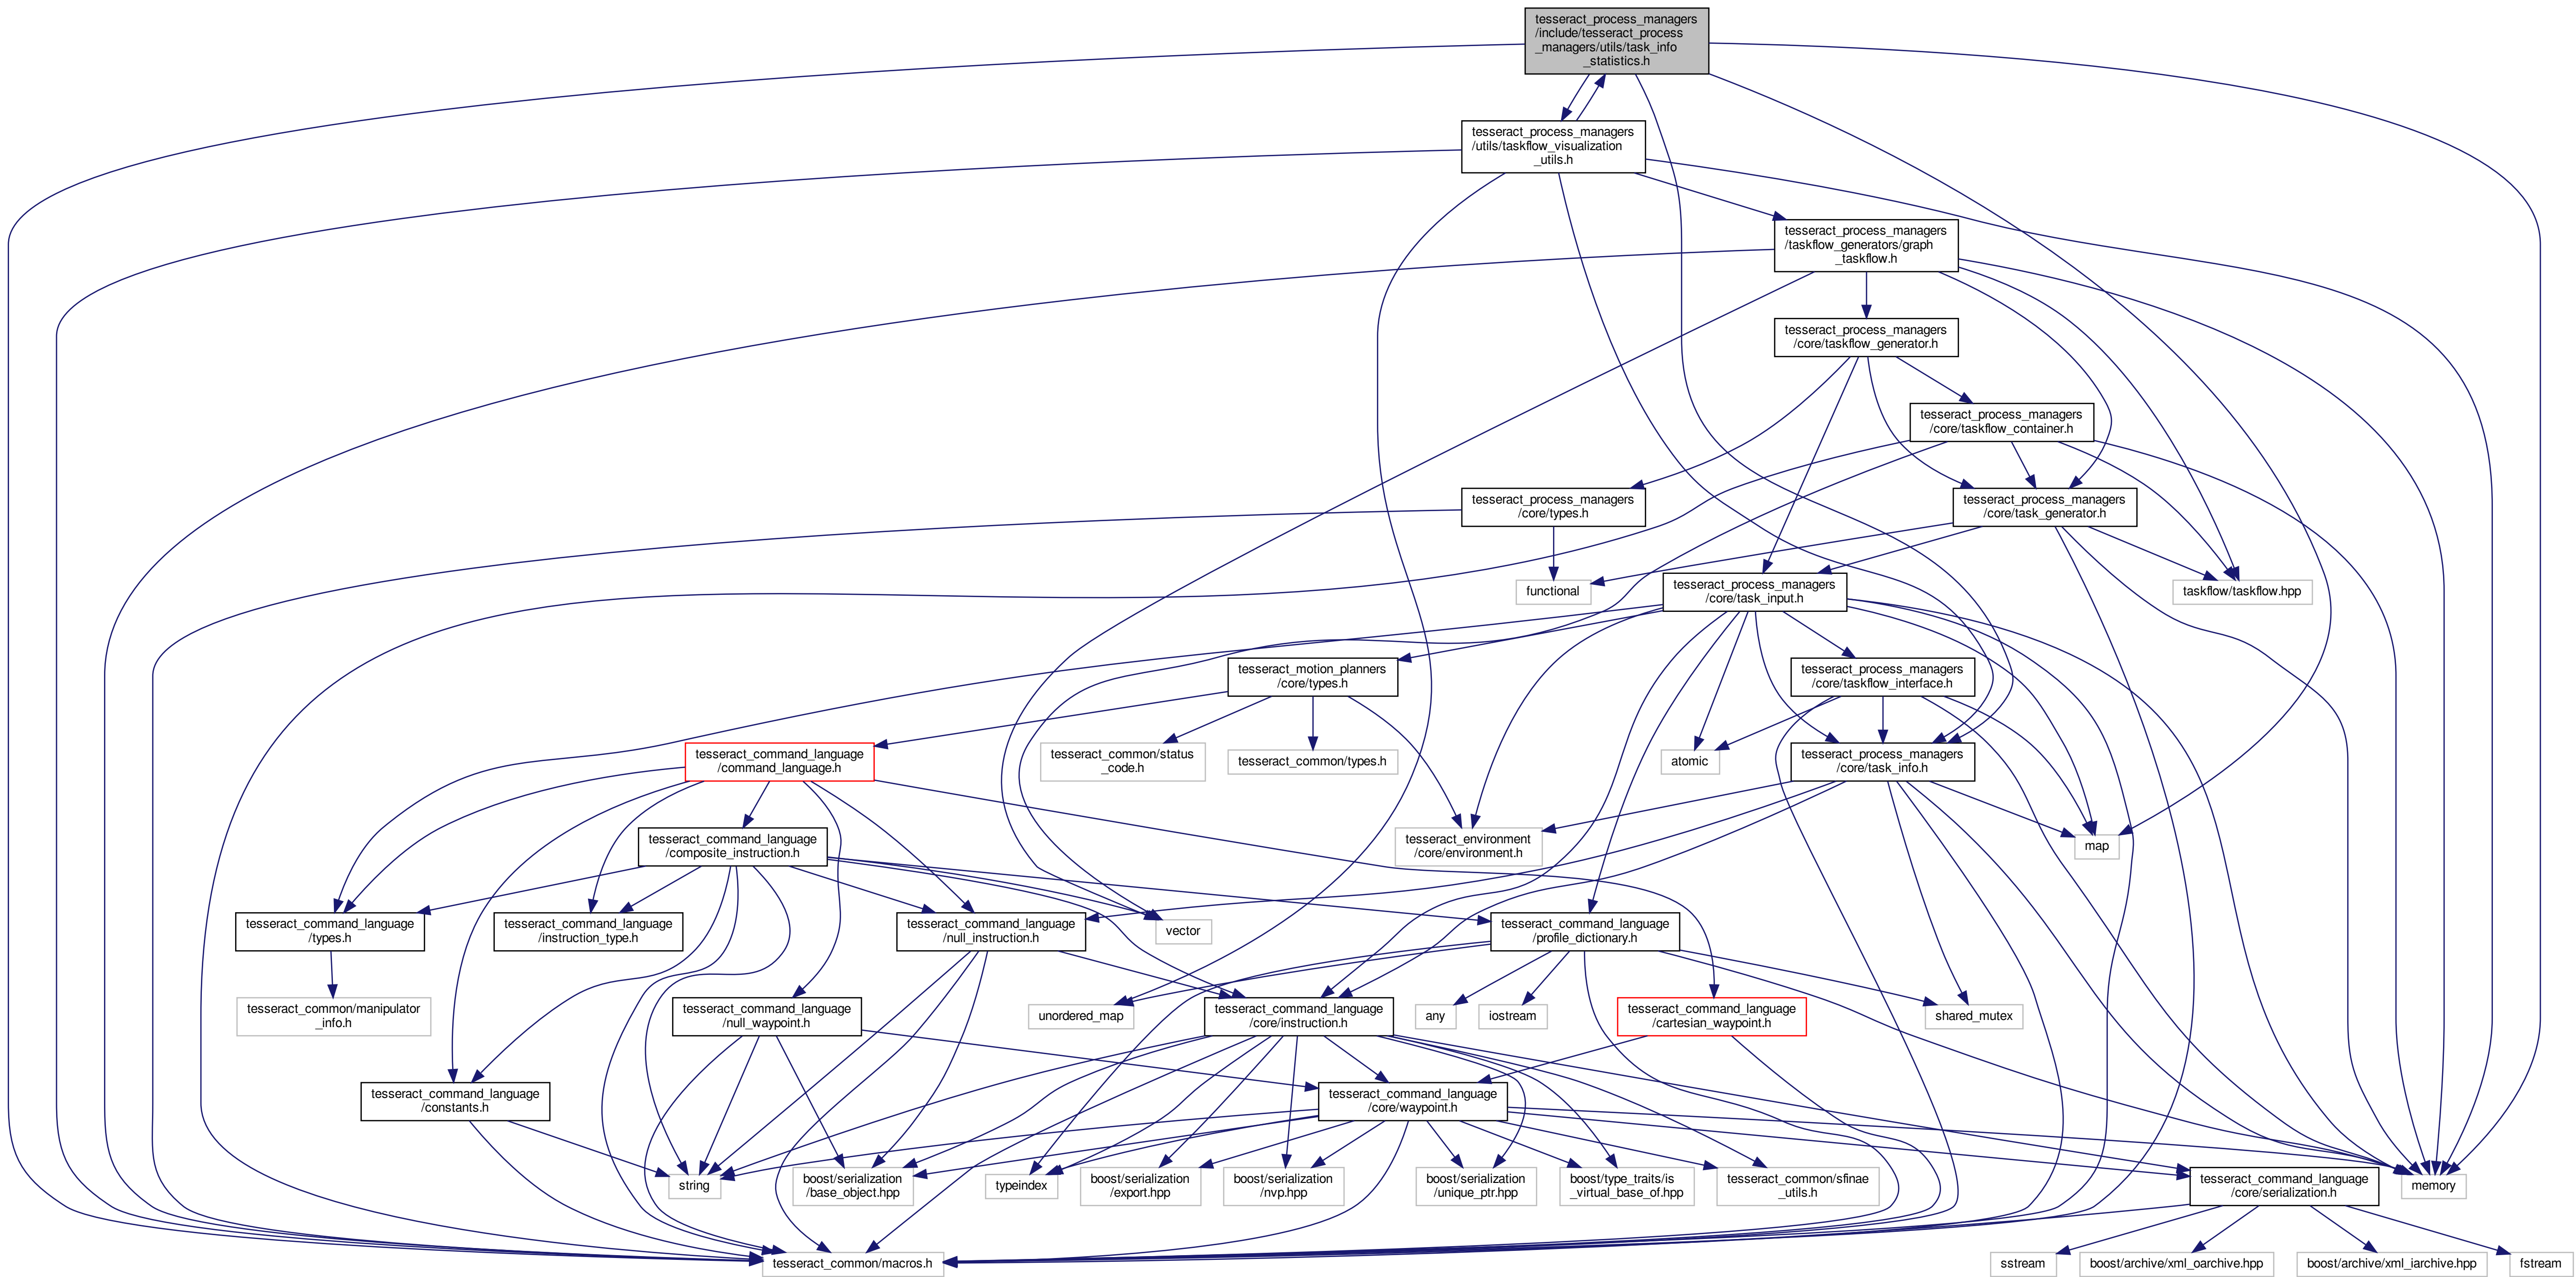 tesseract_process_managers
/include/tesseract_process
_managers/utils/task_info
_statistics.h
tesseract_process_managers
/utils/taskflow_visualization
_utils.h
tesseract_process_managers
/taskflow_generators/graph
_taskflow.h
tesseract_process_managers
/core/taskflow_generator.h
tesseract_process_managers
/core/taskflow_container.h
tesseract_process_managers
/core/types.h
tesseract_process_managers
/core/task_generator.h
functional
tesseract_process_managers
/core/task_input.h
taskflow/taskflow.hpp
tesseract_motion_planners
/core/types.h
tesseract_process_managers
/core/taskflow_interface.h
tesseract_command_language
/command_language.h
tesseract_common/status
_code.h
tesseract_common/types.h
atomic
tesseract_process_managers
/core/task_info.h
tesseract_command_language
/composite_instruction.h
tesseract_environment
/core/environment.h
map
tesseract_command_language
/types.h
tesseract_command_language
/instruction_type.h
tesseract_command_language
/null_instruction.h
vector
tesseract_command_language
/profile_dictionary.h
tesseract_common/manipulator
_info.h
tesseract_command_language
/null_waypoint.h
unordered_map
tesseract_command_language
/core/instruction.h
any
iostream
tesseract_command_language
/cartesian_waypoint.h
shared_mutex
tesseract_command_language
/constants.h
tesseract_command_language
/core/waypoint.h
string
boost/serialization
/base_object.hpp
typeindex
boost/serialization
/export.hpp
boost/serialization
/nvp.hpp
boost/serialization
/unique_ptr.hpp
boost/type_traits/is
_virtual_base_of.hpp
tesseract_common/sfinae
_utils.h
tesseract_command_language
/core/serialization.h
memory
tesseract_common/macros.h
sstream
boost/archive/xml_oarchive.hpp
boost/archive/xml_iarchive.hpp
fstream